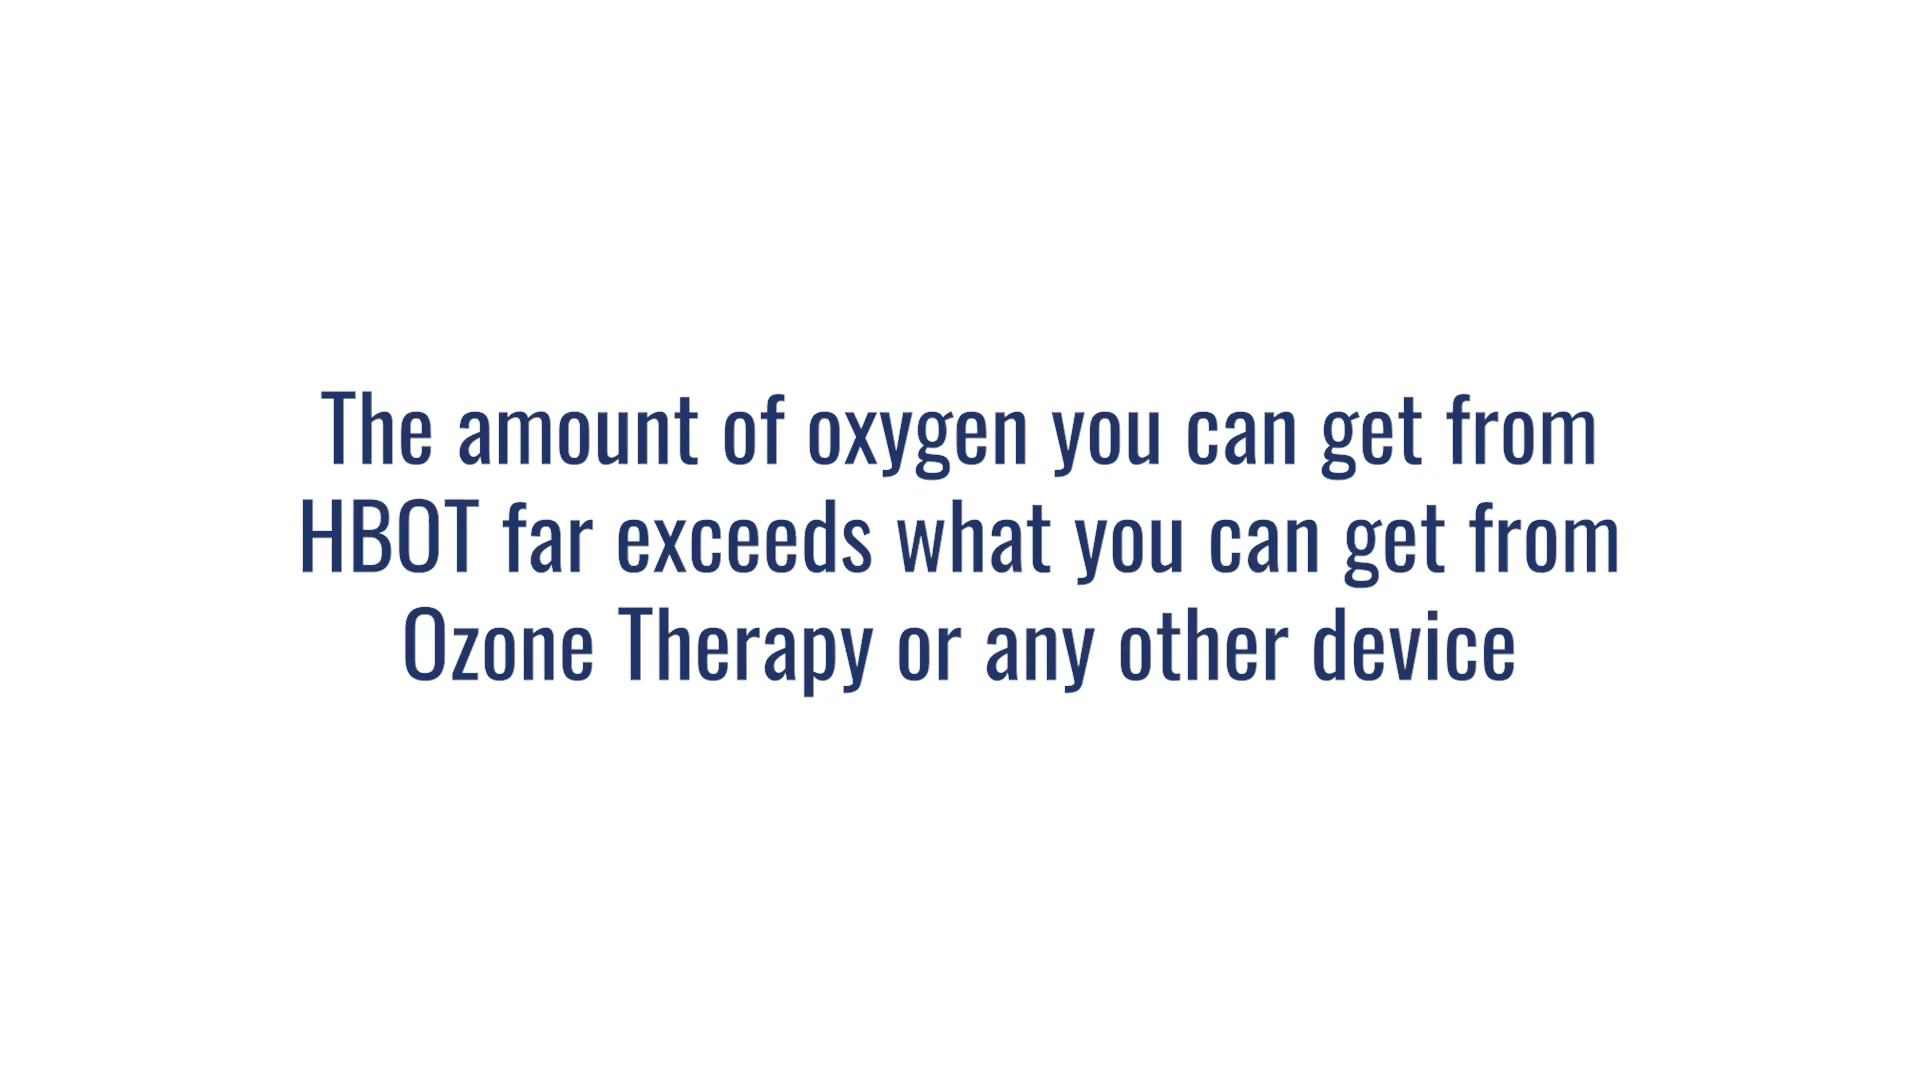 The amount of oxygen you can get from
HBOT far exceeds what you can get from
Ozone Therapy or any other device